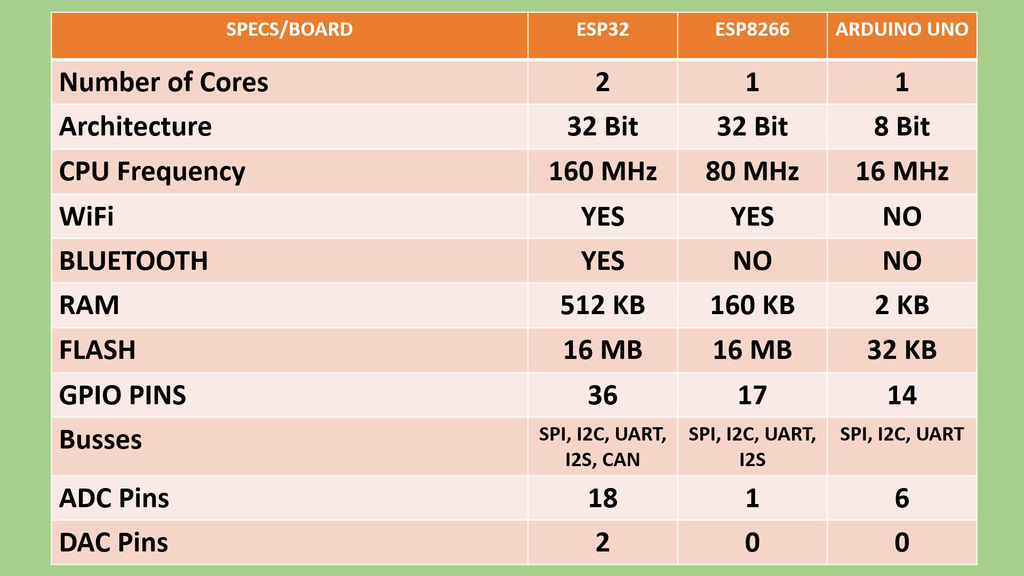 SPECS/BOARD ESP32 ESP8266 ARDUINO UNO
Number of Cores 2 1 1
Architecture 32 Bit 32 Bit 8 Bit
CPU Frequency 160 MHz 80 MHz 16 MHz
WiFi YES YES NO
BLUETOOTH YES NO NO
RAM 512 KB 160 KB 2 KB
FLASH 16 MB 16 MB 32 KB
GPIO PINS 36 17 14
Busses SPI, I2C, UART, SPI, I2C, UART, SPI, I2C, UART
I2S, CAN I2S
ADC Pins 18 1 6
DAC Pins 2 0 0